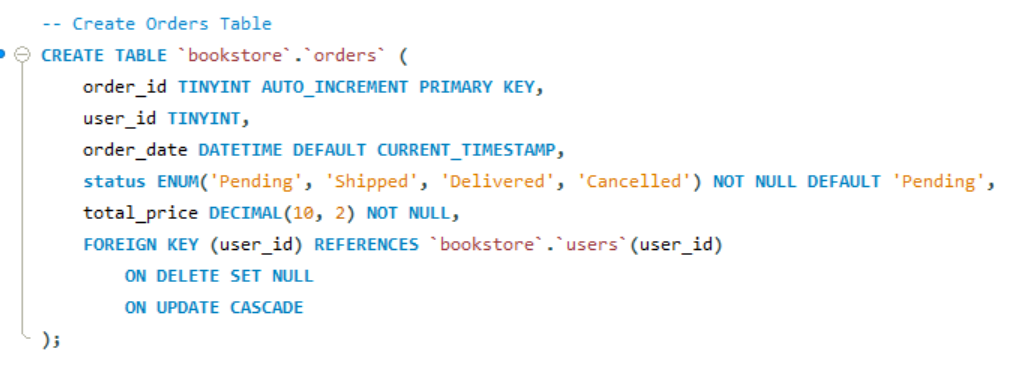 -- Create Orders Table
CREATE TABLE `bookstore`.`orders` (
order_id TINYINT AUTO_INCREMENT PRIMARY KEY,
user_id TINYINT,
order_date DATETIME DEFAULT CURRENT_TIMESTAMP,
status ENUM('Pending', 'Shipped', 'Delivered', 'Cancelled') NOT NULL DEFAULT 'Pending',
total_price DECIMAL(10, 2) NOT NULL,
FOREIGN KEY (user_id) REFERENCES `bookstore`.`users`(user_id)
ON DELETE SET NULL
ON UPDATE CASCADE
);